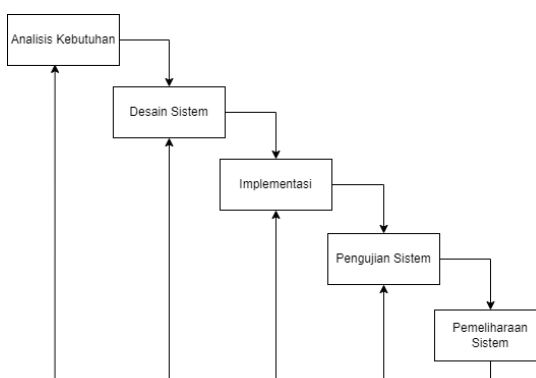 Analisis Kebutuhan
Desain Sistem
Implementasi
Pengujian Sistem
Pemeliharaan
Sistem